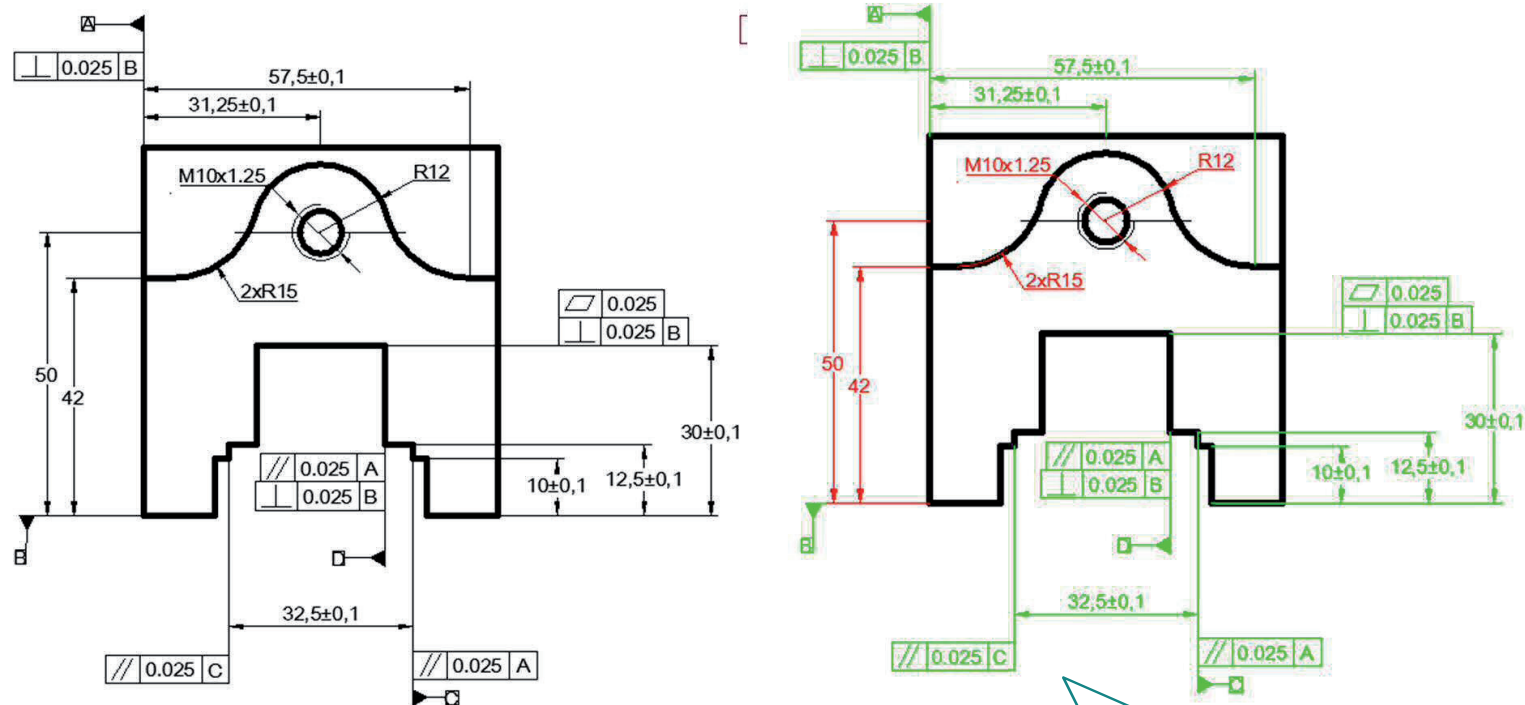 A
⊥ 0.025 B
57,5±0,1
31,25±0,1
M10x1.25
R12
2xR15
▱ 0.025
⊥ 0.025 B
50
42
30±0,1
// 0.025 A
⊥ 0.025 B
10±0,1
12,5±0,1
B
D
32,5±0,1
// 0.025 C
// 0.025 A
C
A
⊥ 0.025 B
57,5±0,1
31,25±0,1
M10x1.25
R12
2xR15
▱ 0.025
⊥ 0.025 B
50
42
30±0,1
// 0.025 A
⊥ 0.025 B
10±0,1
12,5±0,1
B
D
32,5±0,1
// 0.025 C
// 0.025 A
C